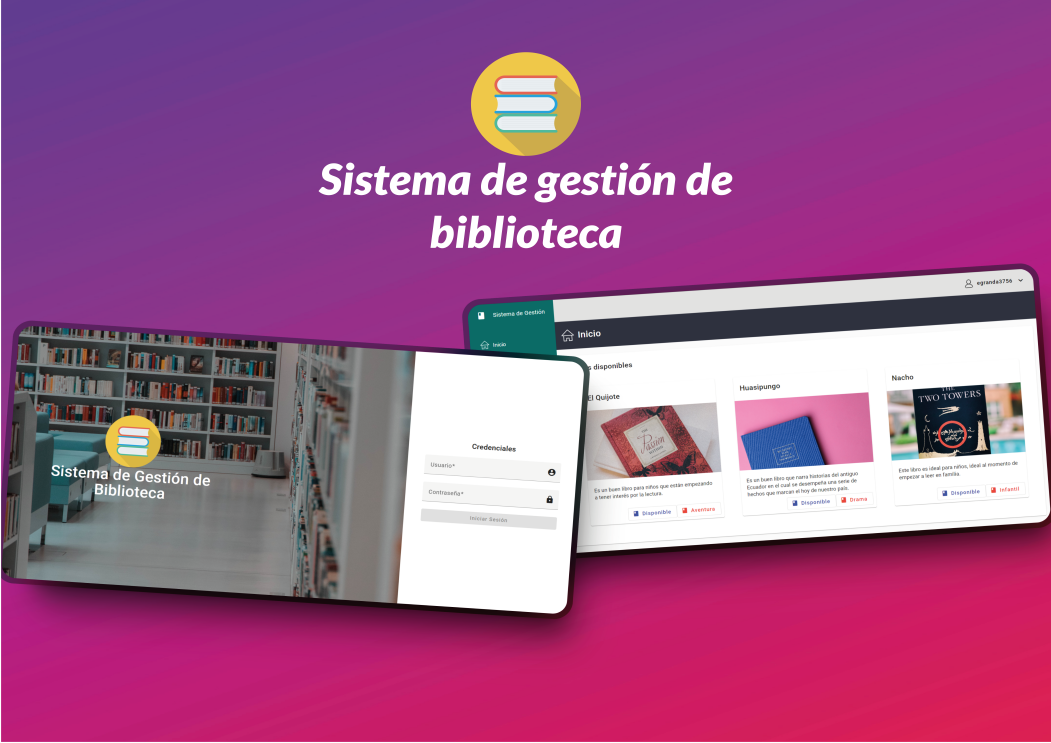 Sistema de gestión de
biblioteca
Sistema de Gestión
egranda3756
Inicio
Inicio
s disponibles
El Quijote
Es un buen libro para niños que están empezando
a tener interés por la lectura.
Disponible
Aventura
Huasipungo
Es un buen libro que narra historias del antiguo
Ecuador en el cual se desempeña una serie de
hechos que marcan el hoy de nuestro país.
Disponible
Drama
Nacho
THE
TWO TOWERS
Este libro es ideal para niños, ideal al momento de
empezar a leer en familia.
Disponible
Infantil
Sistema de Gestión de
Biblioteca
Credenciales
Usuario*
Contraseña*
Iniciar Sesión